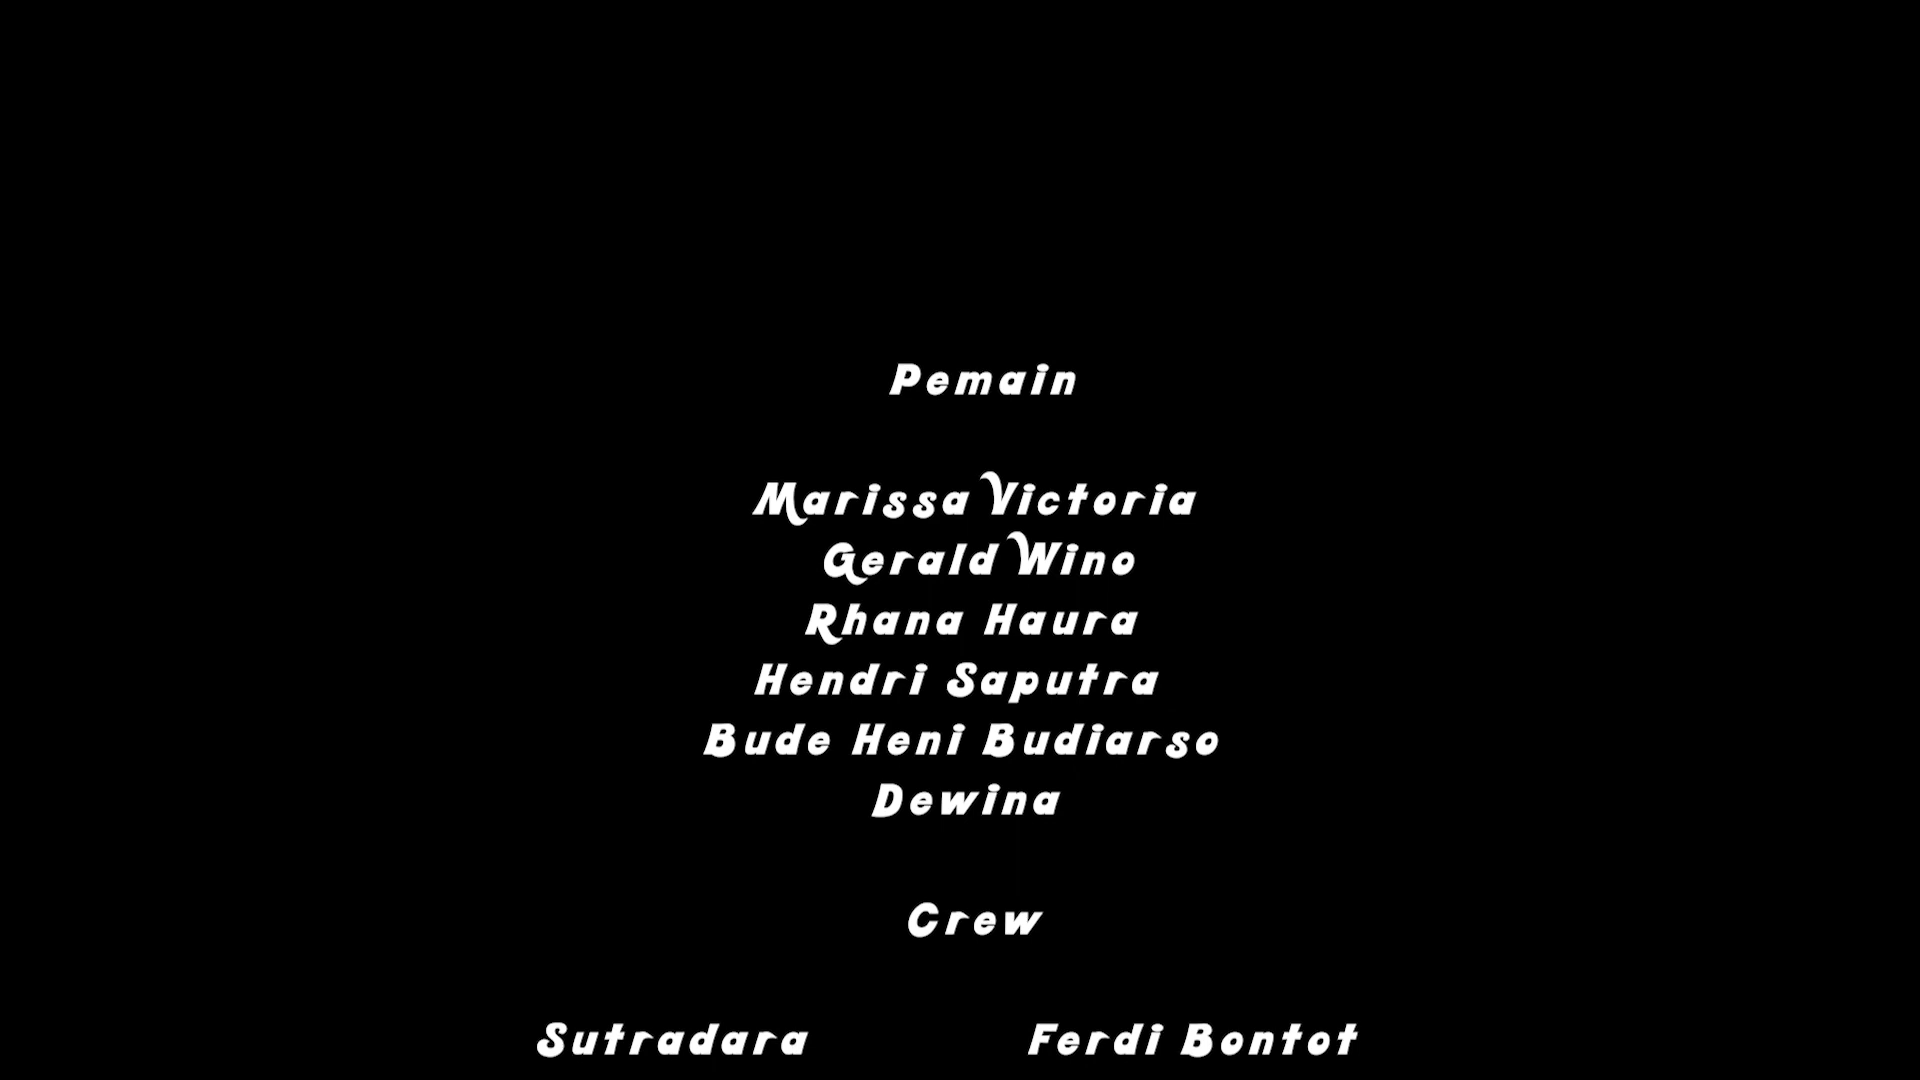 Pemain
Marissa Victoria
Gerald Wino
Rhana Haura
Hendri Saputra
Bude Heni Budiarso
Dewina
Crew
Sutradara Ferdi Bontot